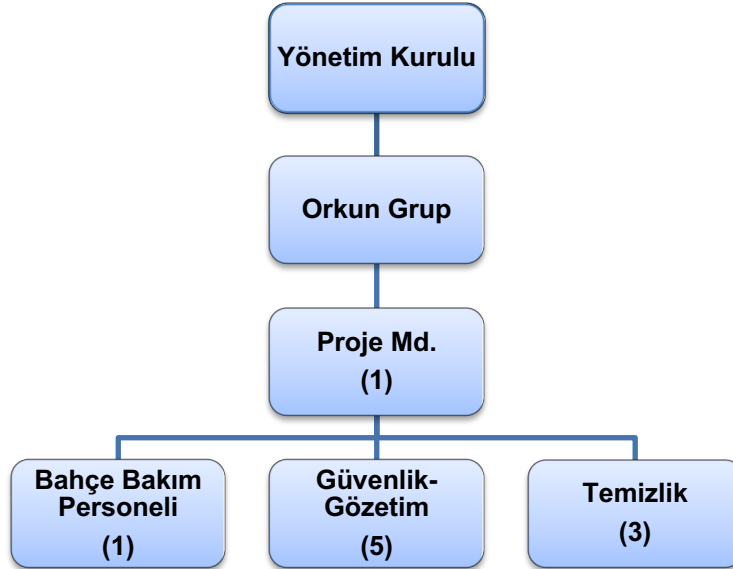 Yönetim Kurulu
Orkun Grup
Proje Md.
(1)
Bahçe Bakım
Personeli
(1)
Güvenlik-
Gözetim
(5)
Temizlik
(3)